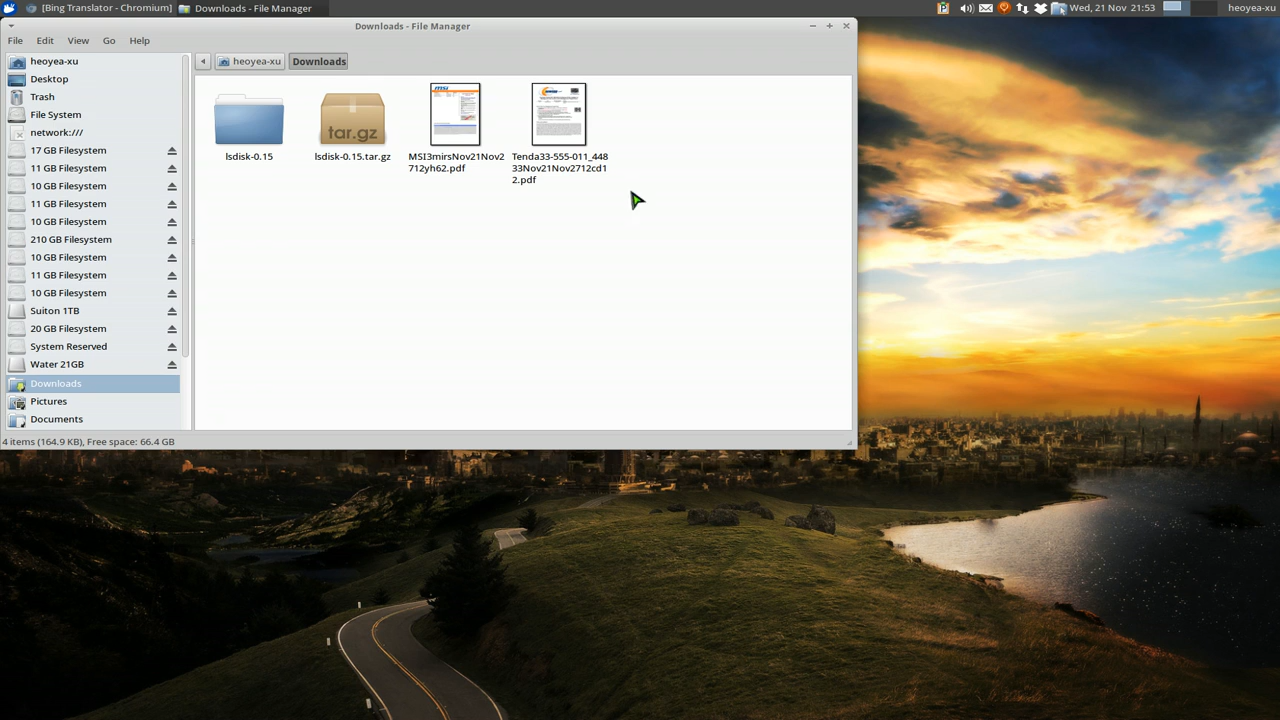 [Bing Translator - Chromium]
Downloads - File Manager
Wed, 21 Nov 21:53
heoyea-xu
Downloads - File Manager
File Edit View Go Help
heoyea-xu
Desktop
Trash
File System
network:///
17 GB Filesystem
11 GB Filesystem
10 GB Filesystem
11 GB Filesystem
10 GB Filesystem
210 GB Filesystem
10 GB Filesystem
11 GB Filesystem
10 GB Filesystem
Suiton 1TB
20 GB Filesystem
System Reserved
Water 21GB
Downloads
Pictures
Documents
heoyea-xu
Downloads
tar.gz
msi
lsdisk-0.15
lsdisk-0.15.tar.gz
MSI3mirsNov21Nov2
712yh62.pdf
Tenda33-555-011_448
33Nov21Nov2712cd1
2.pdf
4 items (164.9 KB), Free space: 66.4 GB